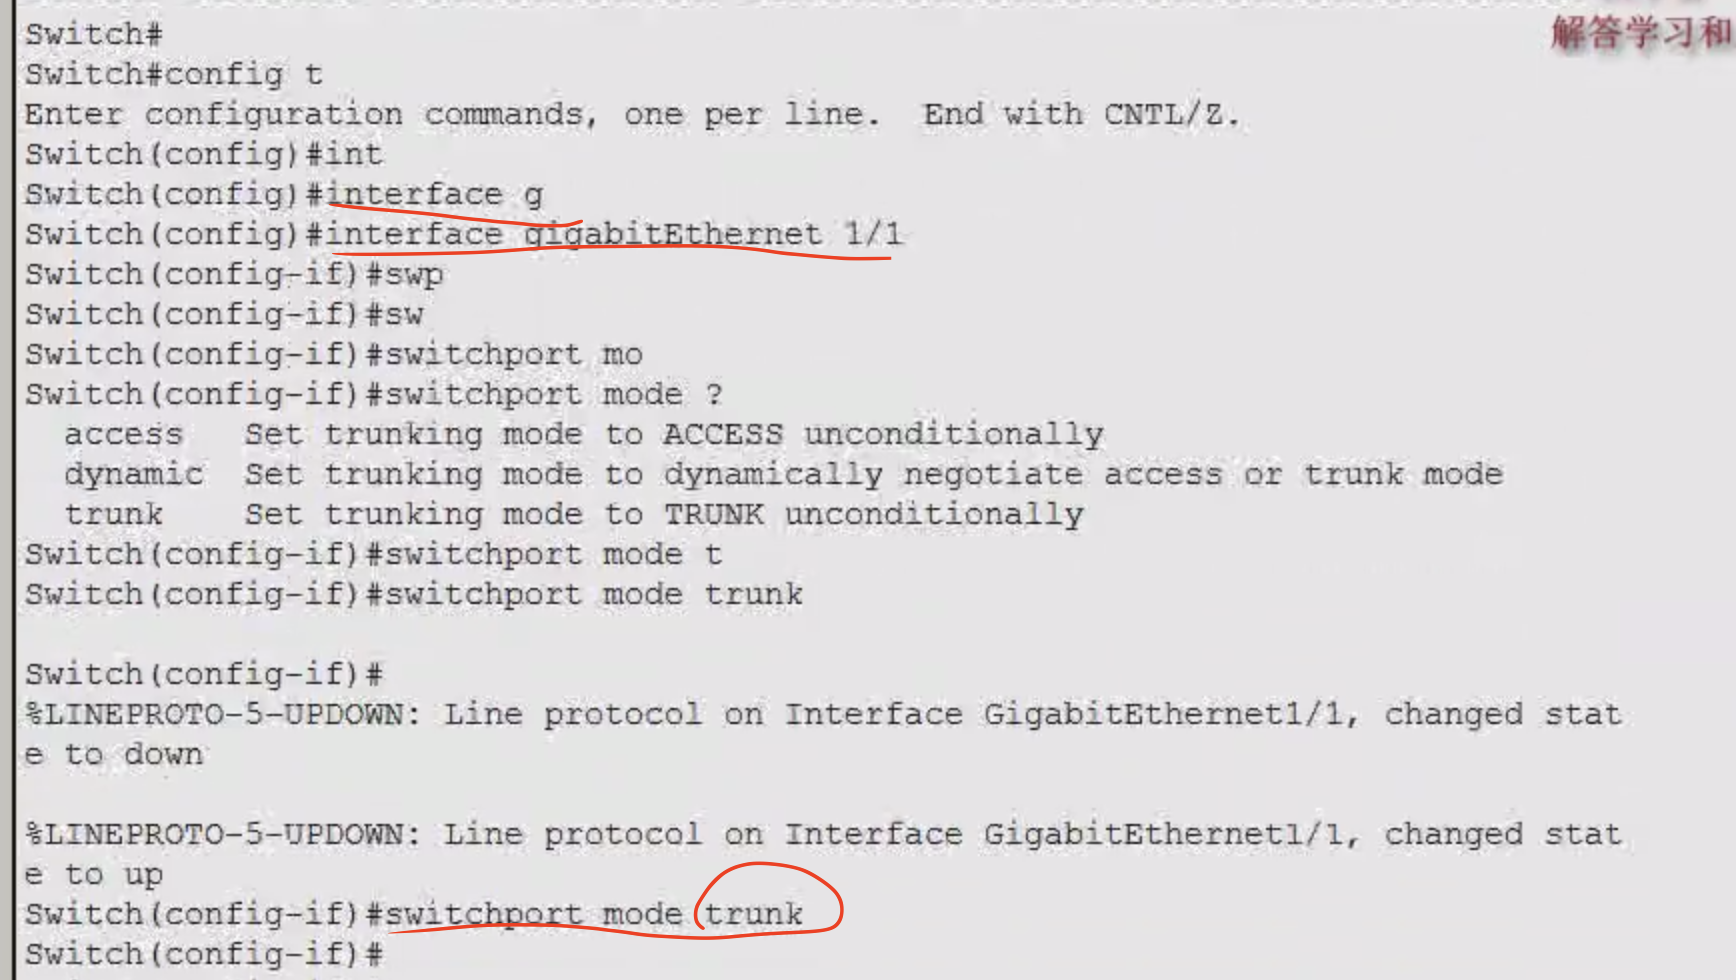 解答学习和
Switch#
Switch#config t
Enter configuration commands, one per line.  End with CNTL/Z.
Switch(config)#int
Switch(config)#interface g
Switch(config)#interface gigabitEthernet 1/1
Switch(config-if)#swp
Switch(config-if)#sw
Switch(config-if)#switchport mo
Switch(config-if)#switchport mode ?
  access   Set trunking mode to ACCESS unconditionally
  dynamic  Set trunking mode to dynamically negotiate access or trunk mode
  trunk    Set trunking mode to TRUNK unconditionally
Switch(config-if)#switchport mode t
Switch(config-if)#switchport mode trunk
Switch(config-if)#
%LINEPROTO-5-UPDOWN: Line protocol on Interface GigabitEthernet1/1, changed stat
e to down
%LINEPROTO-5-UPDOWN: Line protocol on Interface GigabitEthernet1/1, changed stat
e to up
Switch(config-if)#switchport mode trunk
Switch(config-if)#